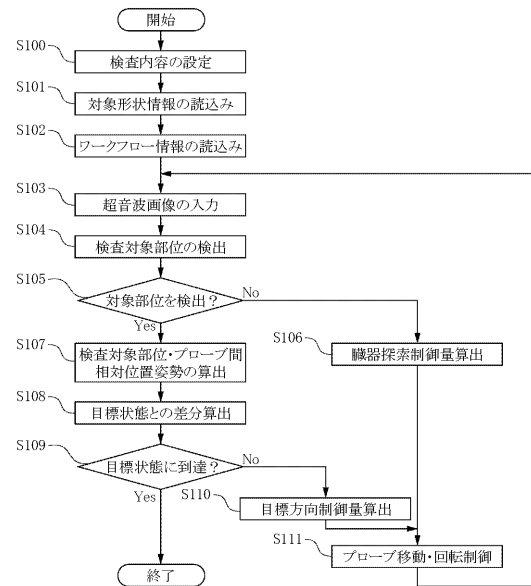 開始
S100
検査内容の設定
S101
対象形状情報の読込み
S102
ワークフロー情報の読込み
S103
超音波画像の入力
S104
検査対象部位の検出
S105
対象部位を検出？
No
Yes
S106
臓器探索制御量算出
S107
検査対象部位・プローブ間
相対位置姿勢の算出
S108
目標状態との差分算出
S109
目標状態に到達？
No
Yes
S110
目標方向制御量算出
S111
プローブ移動・回転制御
終了